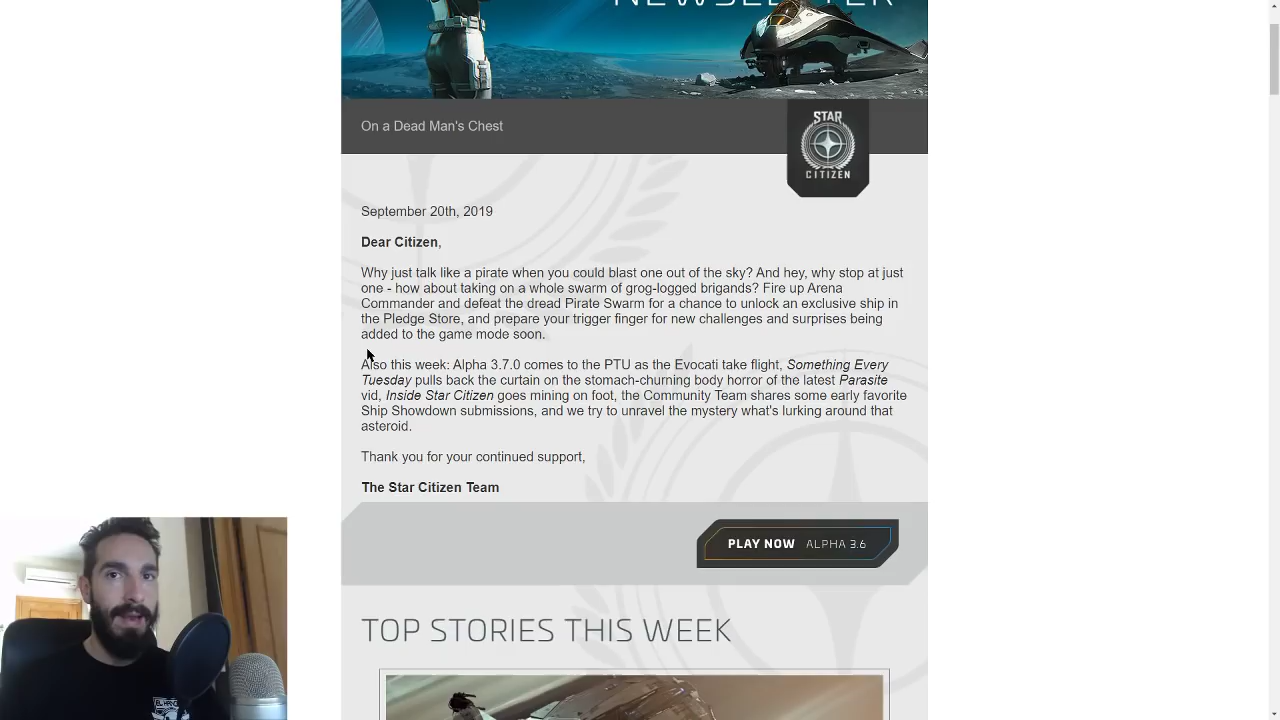 NEWSLETTER
On a Dead Man's Chest
STAR
CITIZEN
September 20th, 2019
Dear Citizen,
Why just talk like a pirate when you could blast one out of the sky? And hey, why stop at just
one - how about taking on a whole swarm of grog-logged brigands? Fire up Arena
Commander and defeat the dread Pirate Swarm for a chance to unlock an exclusive ship in
the Pledge Store, and prepare your trigger finger for new challenges and surprises being
added to the game mode soon.
Also this week: Alpha 3.7.0 comes to the PTU as the Evocati take flight, Something Every
Tuesday pulls back the curtain on the stomach-churning body horror of the latest Parasite
vid, Inside Star Citizen goes mining on foot, the Community Team shares some early favorite
Ship Showdown submissions, and we try to unravel the mystery what's lurking around that
asteroid.
Thank you for your continued support,
The Star Citizen Team
PLAY NOW ALPHA 3.6
TOP STORIES THIS WEEK